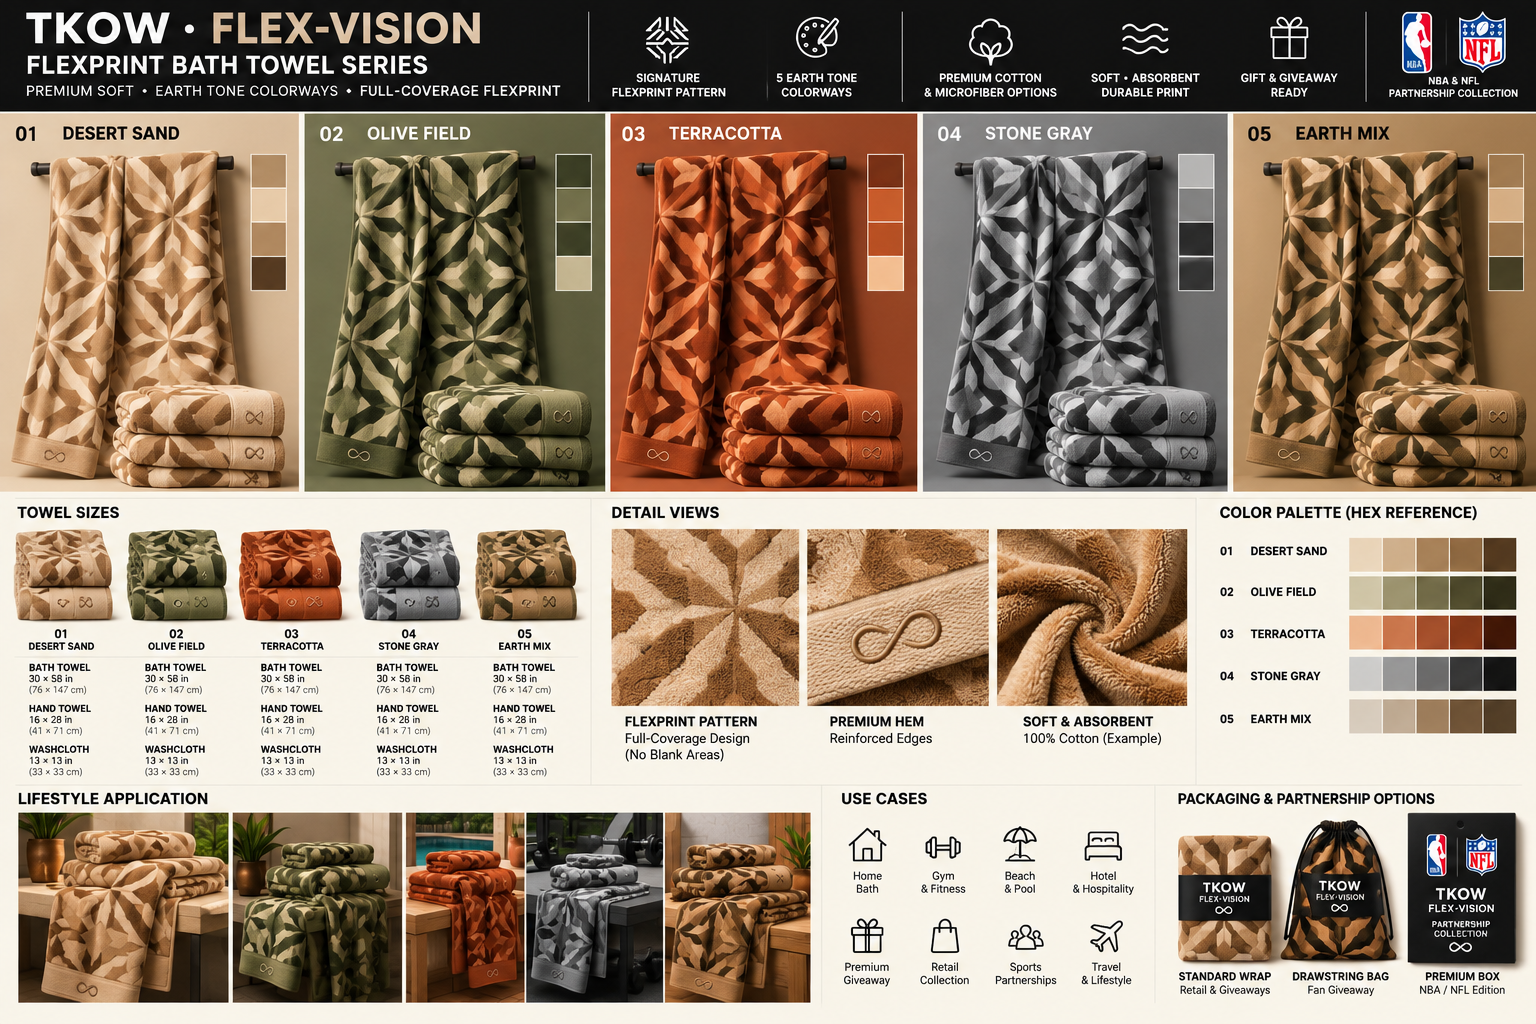 TKOW · FLEX-VISION
FLEXPRINT BATH TOWEL SERIES
PREMIUM SOFT • EARTH TONE COLORWAYS • FULL-COVERAGE FLEXPRINT
SIGNATURE
FLEXPRINT PATTERN
5 EARTH TONE
COLORWAYS
PREMIUM COTTON
& MICROFIBER OPTIONS
SOFT • ABSORBENT
DURABLE PRINT
GIFT & GIVEAWAY
READY
NBA
NFL
NBA & NFL
PARTNERSHIP COLLECTION
01 DESERT SAND
02 OLIVE FIELD
03 TERRACOTTA
04 STONE GRAY
05 EARTH MIX
TOWEL SIZES
01
DESERT SAND
BATH TOWEL
30 × 58 in
(76 × 147 cm)
HAND TOWEL
16 × 28 in
(41 × 71 cm)
WASHCLOTH
13 × 13 in
(33 × 33 cm)
02
OLIVE FIELD
BATH TOWEL
30 × 58 in
(76 × 147 cm)
HAND TOWEL
16 × 28 in
(41 × 71 cm)
WASHCLOTH
13 × 13 in
(33 × 33 cm)
03
TERRACOTTA
BATH TOWEL
30 × 58 in
(76 × 147 cm)
HAND TOWEL
16 × 28 in
(41 × 71 cm)
WASHCLOTH
13 × 13 in
(33 × 33 cm)
04
STONE GRAY
BATH TOWEL
30 × 58 in
(76 × 147 cm)
HAND TOWEL
16 × 28 in
(41 × 71 cm)
WASHCLOTH
13 × 13 in
(33 × 33 cm)
05
EARTH MIX
BATH TOWEL
30 × 58 in
(76 × 147 cm)
HAND TOWEL
16 × 28 in
(41 × 71 cm)
WASHCLOTH
13 × 13 in
(33 × 33 cm)
DETAIL VIEWS
FLEXPRINT PATTERN
Full-Coverage Design
(No Blank Areas)
PREMIUM HEM
Reinforced Edges
SOFT & ABSORBENT
100% Cotton (Example)
COLOR PALETTE (HEX REFERENCE)
01 DESERT SAND
02 OLIVE FIELD
03 TERRACOTTA
04 STONE GRAY
05 EARTH MIX
LIFESTYLE APPLICATION
USE CASES
Home
Bath
Gym
& Fitness
Beach
& Pool
Hotel
& Hospitality
Premium
Giveaway
Retail
Collection
Sports
Partnerships
Travel
& Lifestyle
PACKAGING & PARTNERSHIP OPTIONS
TKOW
FLEX·VISION
STANDARD WRAP
Retail & Giveaways
TKOW
FLEX·VISION
DRAWSTRING BAG
Fan Giveaway
NBA
NFL
TKOW
FLEX-VISION
PARTNERSHIP
COLLECTION
PREMIUM BOX
NBA / NFL Edition